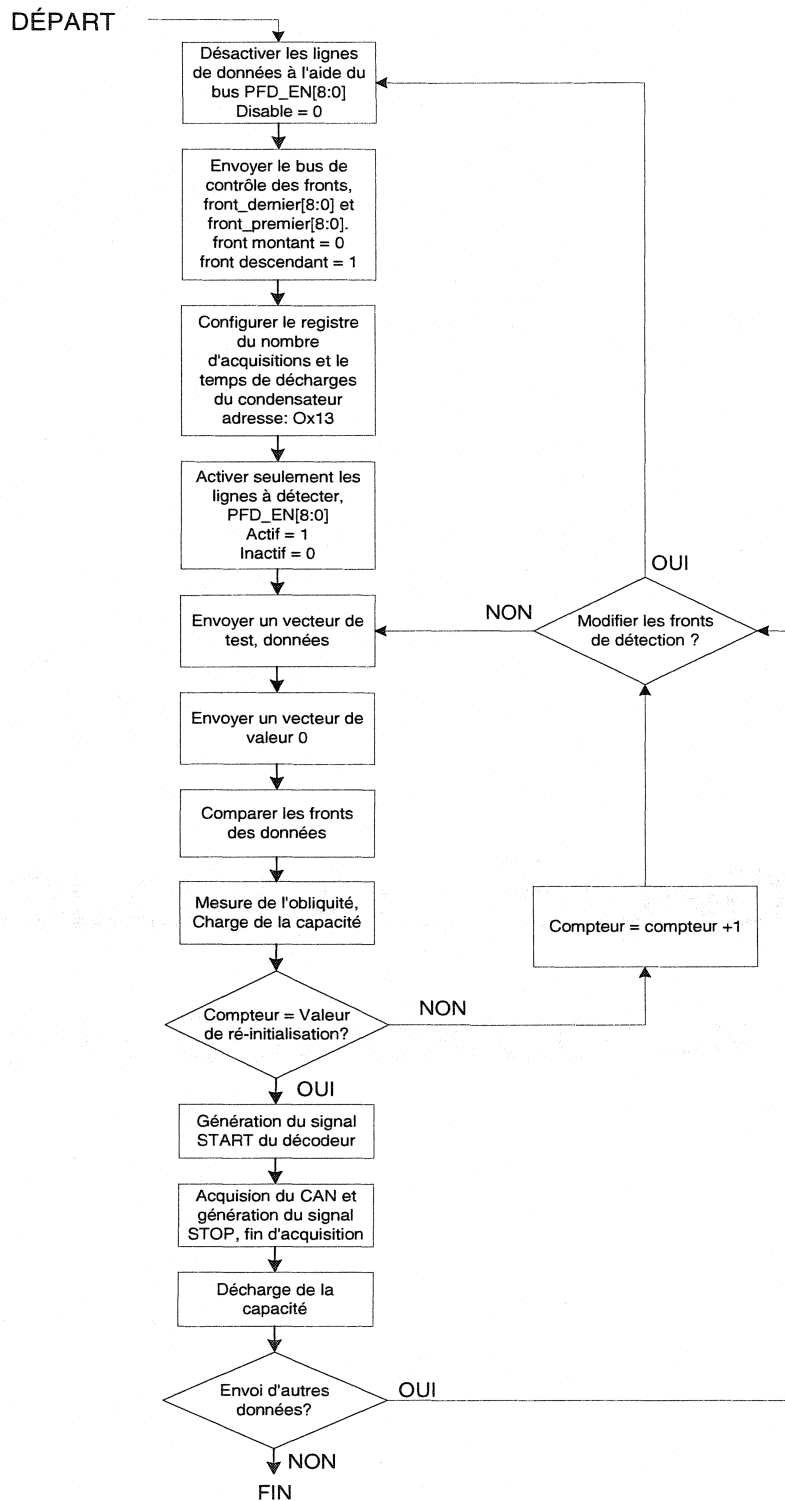 DÉPART
Désactiver les lignes
de données à l'aide du
bus PFD_EN[8:0]
Disable = 0
Envoyer le bus de
contrôle des fronts,
front_dernier[8:0] et
front_premier[8:0].
front montant = 0
front descendant = 1
Configurer le registre
du nombre
d'acquisitions et le
temps de décharges
du condensateur
adresse: Ox13
Activer seulement les
lignes à détecter,
PFD_EN[8:0]
Actif = 1
Inactif = 0
OUI
Envoyer un vecteur de
test, données
NON
Modifier les fronts
de détection ?
Envoyer un vecteur de
valeur 0
Comparer les fronts
des données
Mesure de l'obliquité,
Charge de la capacité
Compteur = compteur +1
Compteur = Valeur
de ré-initialisation?
NON
OUI
Génération du signal
START du décodeur
Acquision du CAN et
génération du signal
STOP, fin d'acquisition
Décharge de la
capacité
Envoi d'autres
données?
OUI
NON
FIN